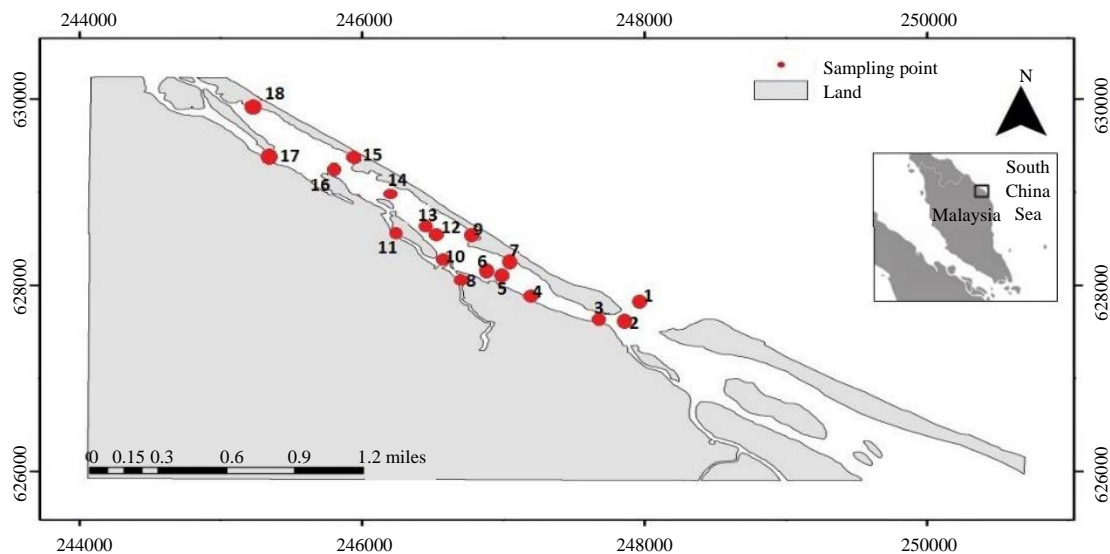 244000 246000 248000 250000
Sampling point
Land
N
630000 630000
18
15
17
16
14
13
12
9
11
7
10
6
8
5
4
3
1
2
South
China
Malaysia Sea
628000 628000
626000 626000
0 0.15 0.3 0.6 0.9 1.2 miles
244000 246000 248000 250000